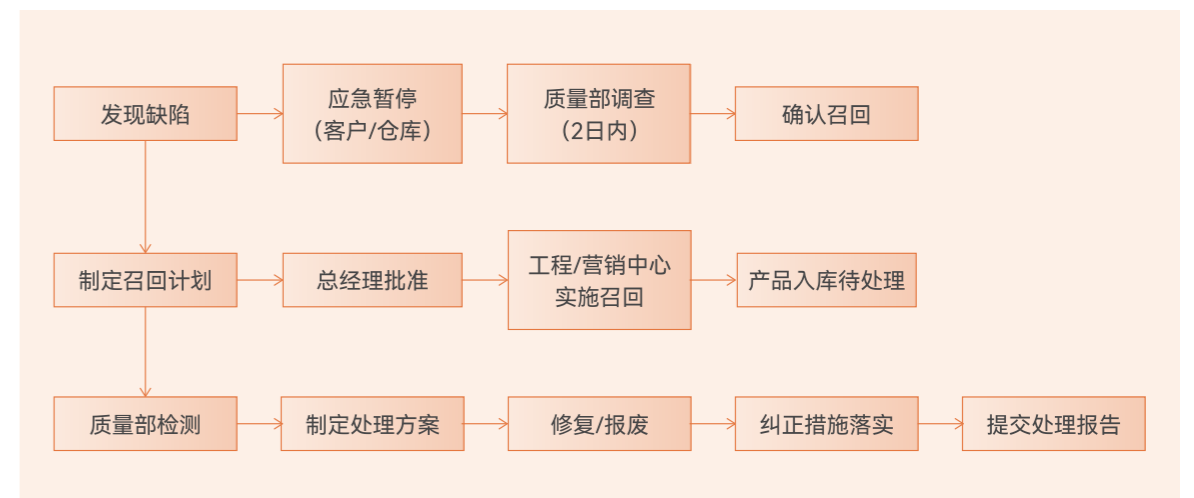 发现缺陷
应急暂停
（客户/仓库）
质量部调查
（2日内）
确认召回
制定召回计划
总经理批准
工程/营销中心
实施召回
产品入库待处理
质量部检测
制定处理方案
修复/报废
纠正措施落实
提交处理报告